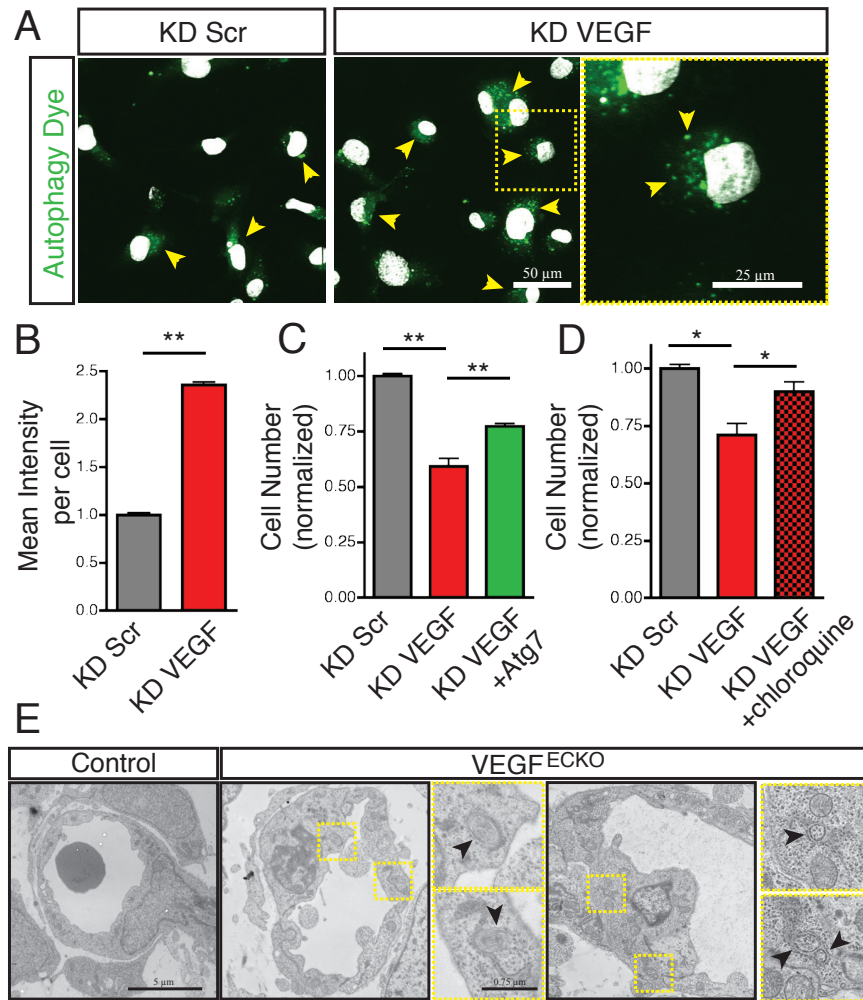 A
KD Scr
KD VEGF
Autophagy Dye
50 µm
25 µm
B
**
Mean Intensity
per cell
2.5
2.0
1.5
1.0
0.5
0.0
KD Scr
KD VEGF
C
**
**
Cell Number
(normalized)
1.00
0.75
0.50
0.25
0.00
KD Scr
KD VEGF
KD VEGF
+Atg7
D
*
*
Cell Number
(normalized)
1.00
0.75
0.50
0.25
0.00
KD Scr
KD VEGF
KD VEGF
+chloroquine
E
Control
VEGFECKO
5 µm
0.75 µm